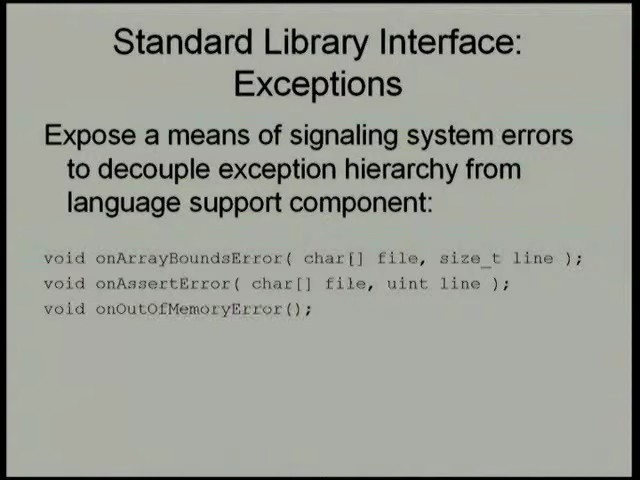 Standard Library Interface:
Exceptions
Expose a means of signaling system errors
to decouple exception hierarchy from
language support component:
void onArrayBoundsError( char[] file, size_t line );
void onAssertError( char[] file, uint line );
void onOutOfMemoryError();